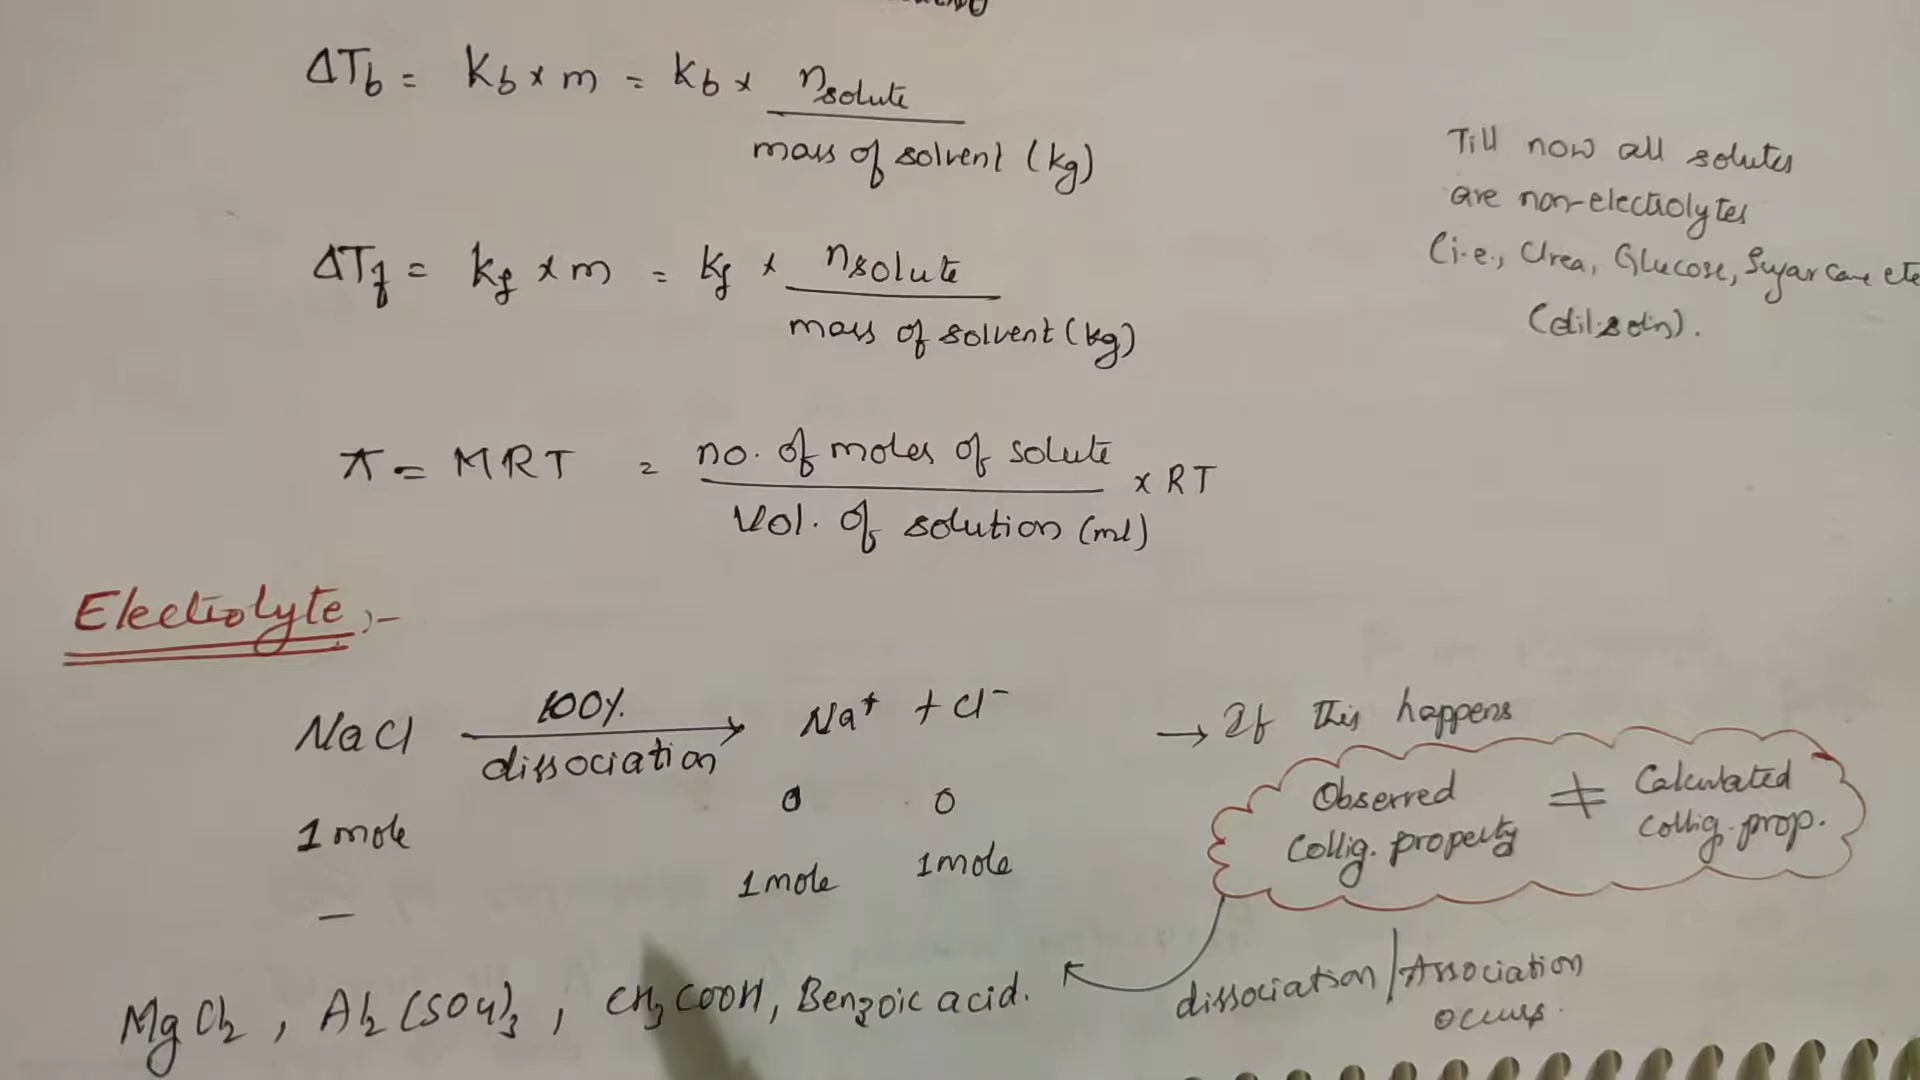 ΔTb = Kb × m = Kb × nsolute / mass of solvent (kg)
Till now all solutes
are non-electrolytes
(i.e., Urea, Glucose, Sugar cane etc
(dil. soln).
ΔTf = Kf × m = Kf × nsolute / mass of solvent (kg)
π = MRT = no. of moles of solute / Vol. of solution (ml) × RT
Electrolyte :-
NaCl 100% dissociation → Na⁺ + Cl⁻
1 mole 0 0
— 1 mole 1 mole
→ If this happens
Observed Collig. property ≠ Calculated collig. prop.
dissociation / Association
occurs.
MgCl2 , Al2(SO4)3 , CH3COOH, Benzoic acid.